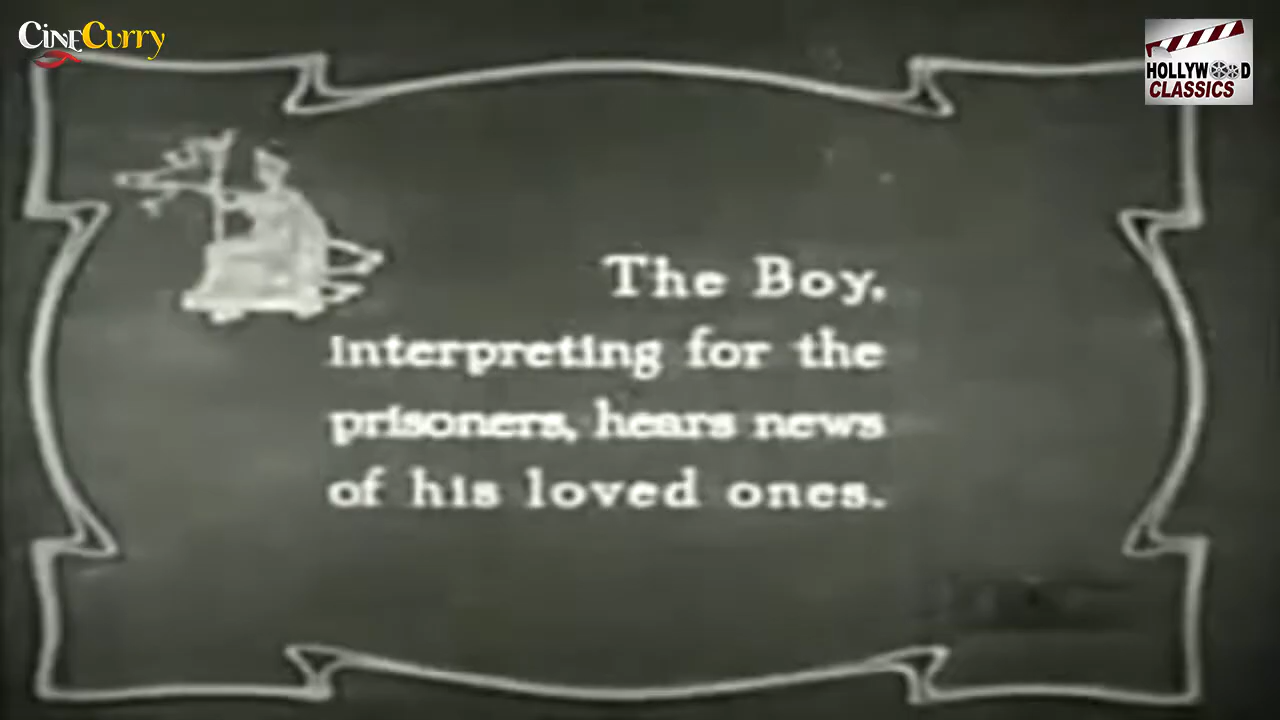 CINECURRY
HOLLYWOOD
CLASSICS
The Boy,
interpreting for the
prisoners, hears news
of his loved ones.